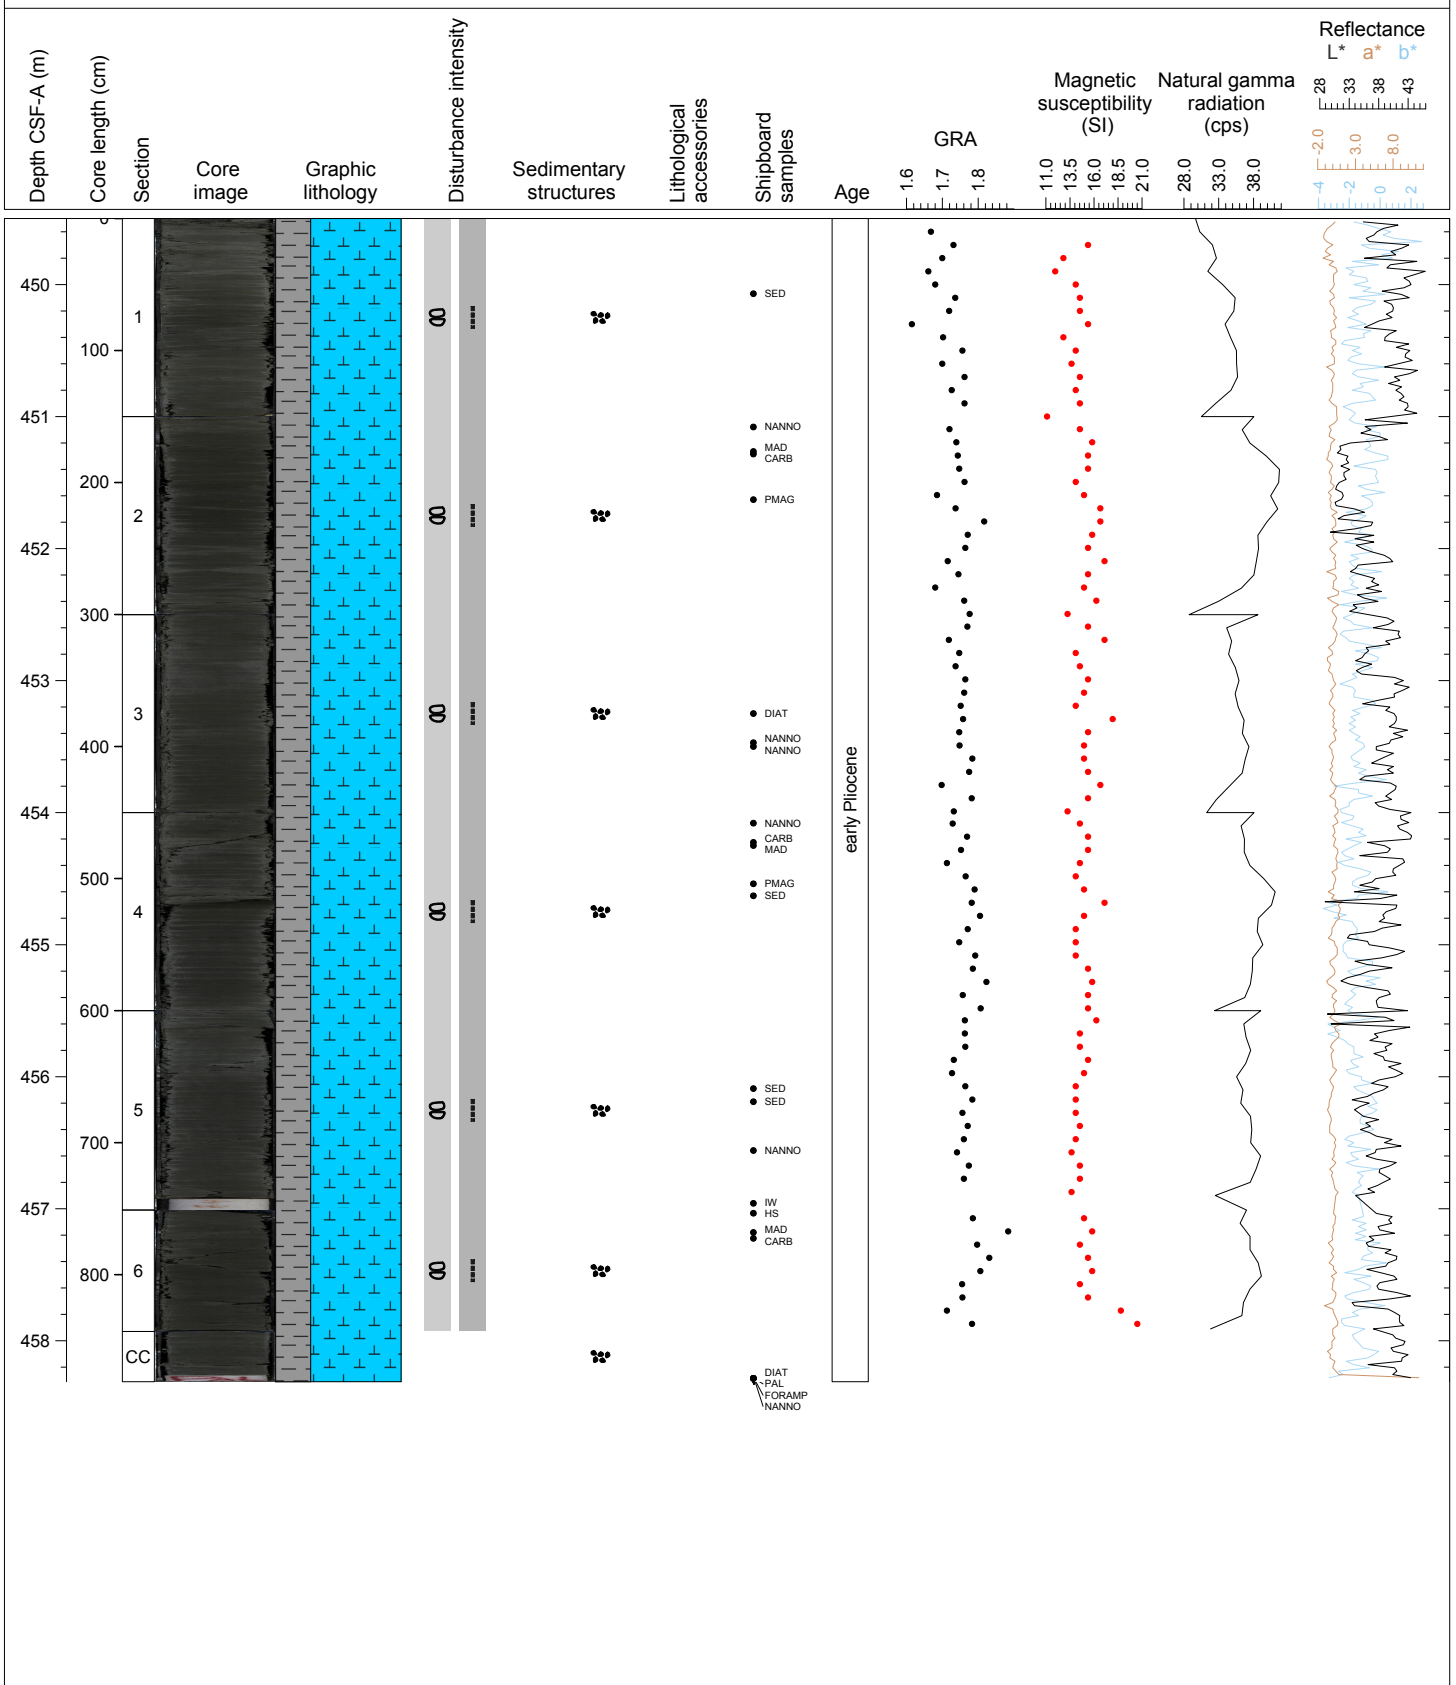 Depth CSF-A (m)
Core length (cm)
Section
Core
image
Graphic
lithology
Disturbance intensity
Sedimentary
structures
Lithological
accessories
Shipboard
samples
Age
GRA
1.6 1.7 1.8
Magnetic
susceptibility
(SI)
11.0 13.5 16.0 18.5 21.0
Natural gamma
radiation
(cps)
28.0 33.0 38.0
Reflectance
L* a* b*
28 33 38 43
-2.0 3.0 8.0
-4 -2 0 2
450
451
452
453
454
455
456
457
458
0
100
200
300
400
500
600
700
800
1
2
3
4
5
6
CC
SED
NANNO
MAD
CARB
PMAG
DIAT
NANNO
NANNO
NANNO
CARB
MAD
PMAG
SED
SED
SED
NANNO
IW
HS
MAD
CARB
DIAT
PAL
FORAMP
NANNO
early Pliocene